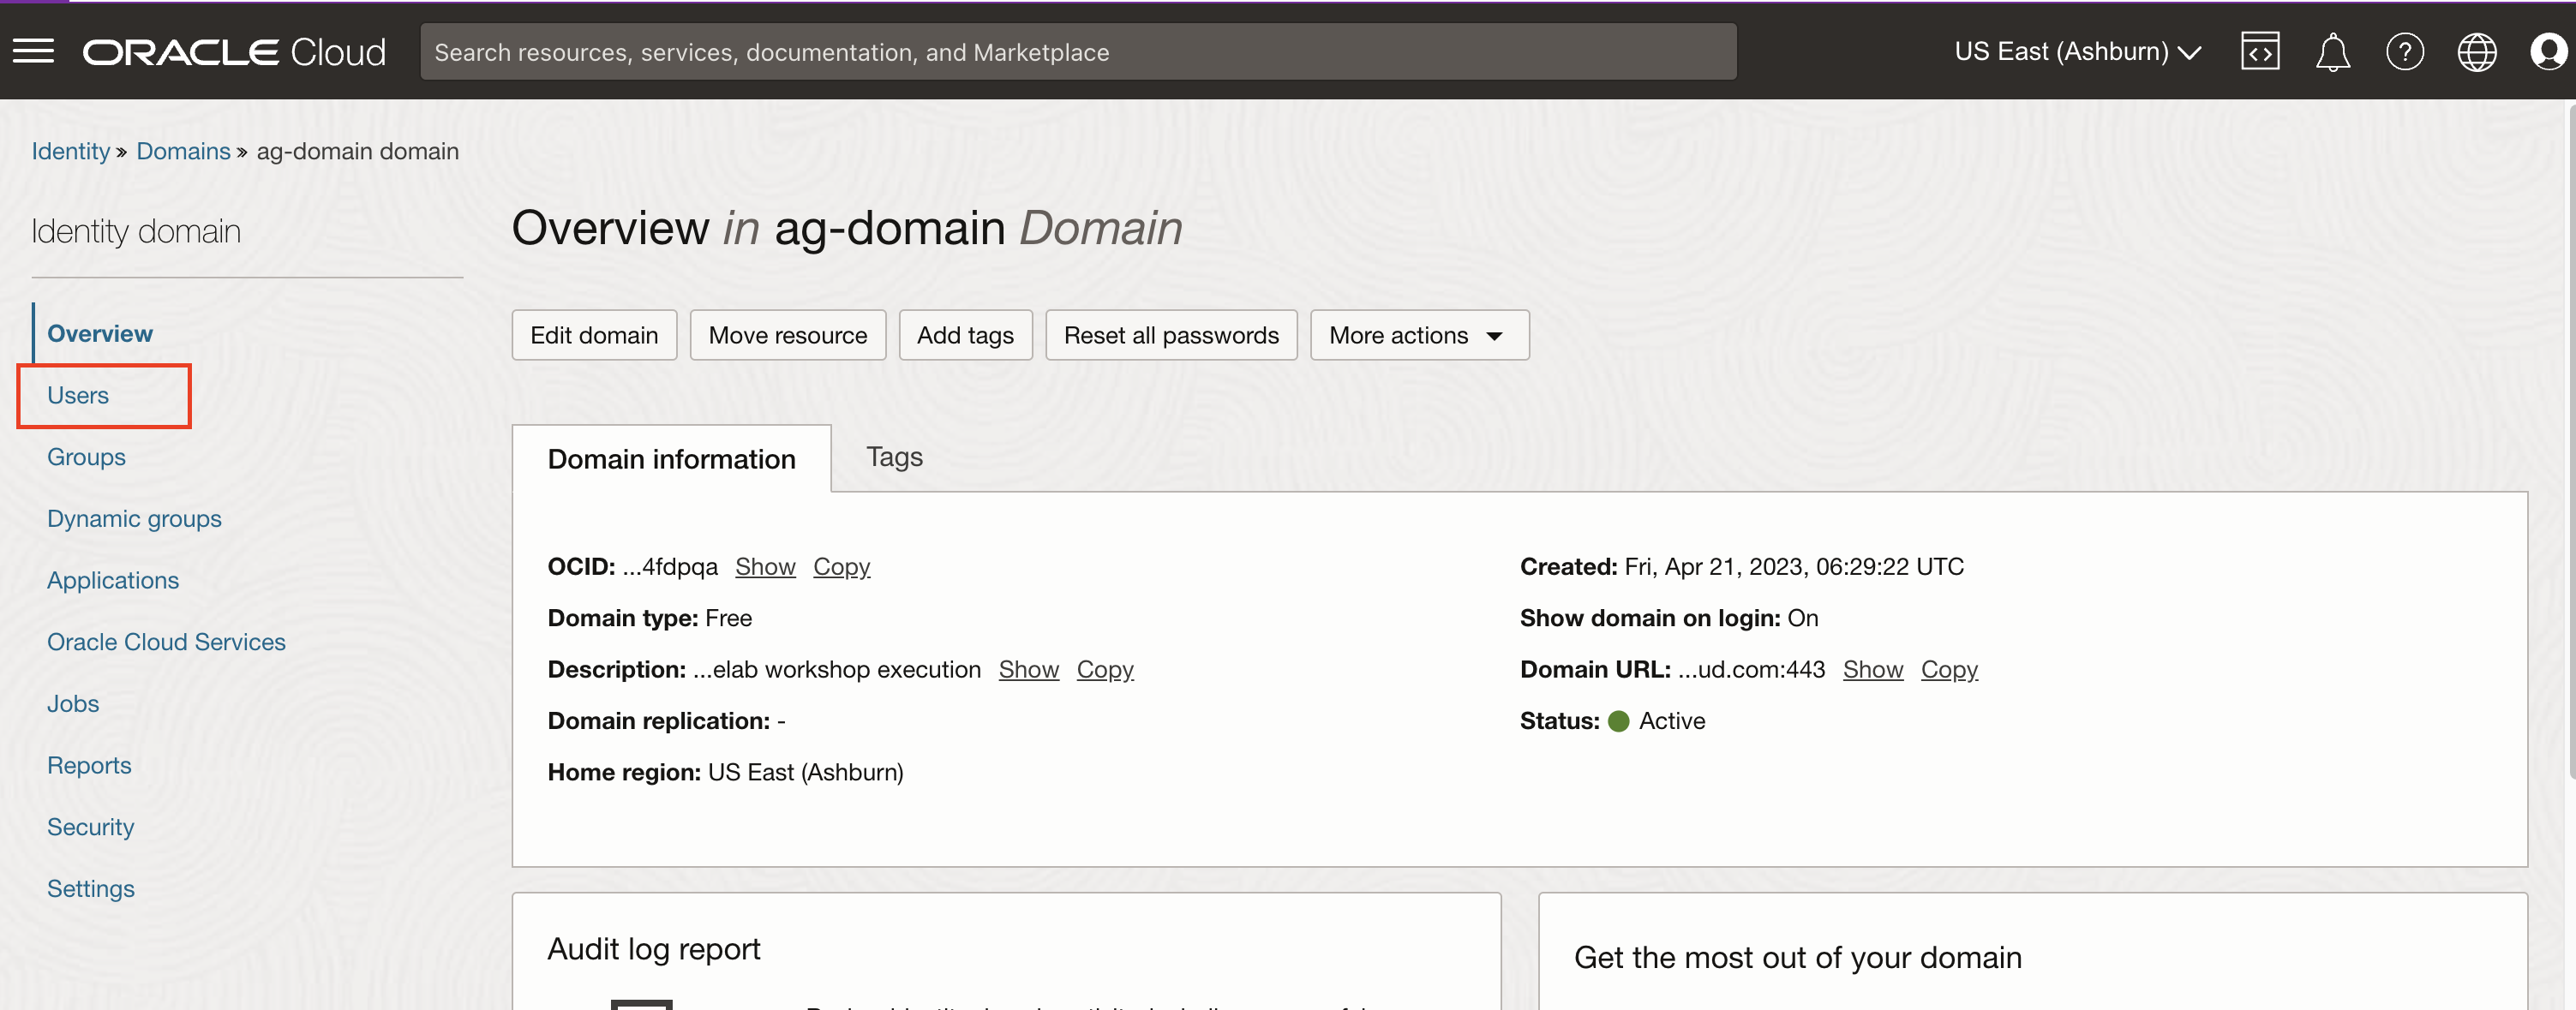 ORACLE Cloud
Search resources, services, documentation, and Marketplace
US East (Ashburn)
Identity » Domains » ag-domain domain
Identity domain
Overview
Users
Groups
Dynamic groups
Applications
Oracle Cloud Services
Jobs
Reports
Security
Settings
Overview in ag-domain Domain
Edit domain
Move resource
Add tags
Reset all passwords
More actions
Domain information
Tags
OCID: ...4fdpqa Show Copy
Domain type: Free
Description: ...elab workshop execution Show Copy
Domain replication: -
Home region: US East (Ashburn)
Created: Fri, Apr 21, 2023, 06:29:22 UTC
Show domain on login: On
Domain URL: ...ud.com:443 Show Copy
Status: Active
Audit log report
Get the most out of your domain